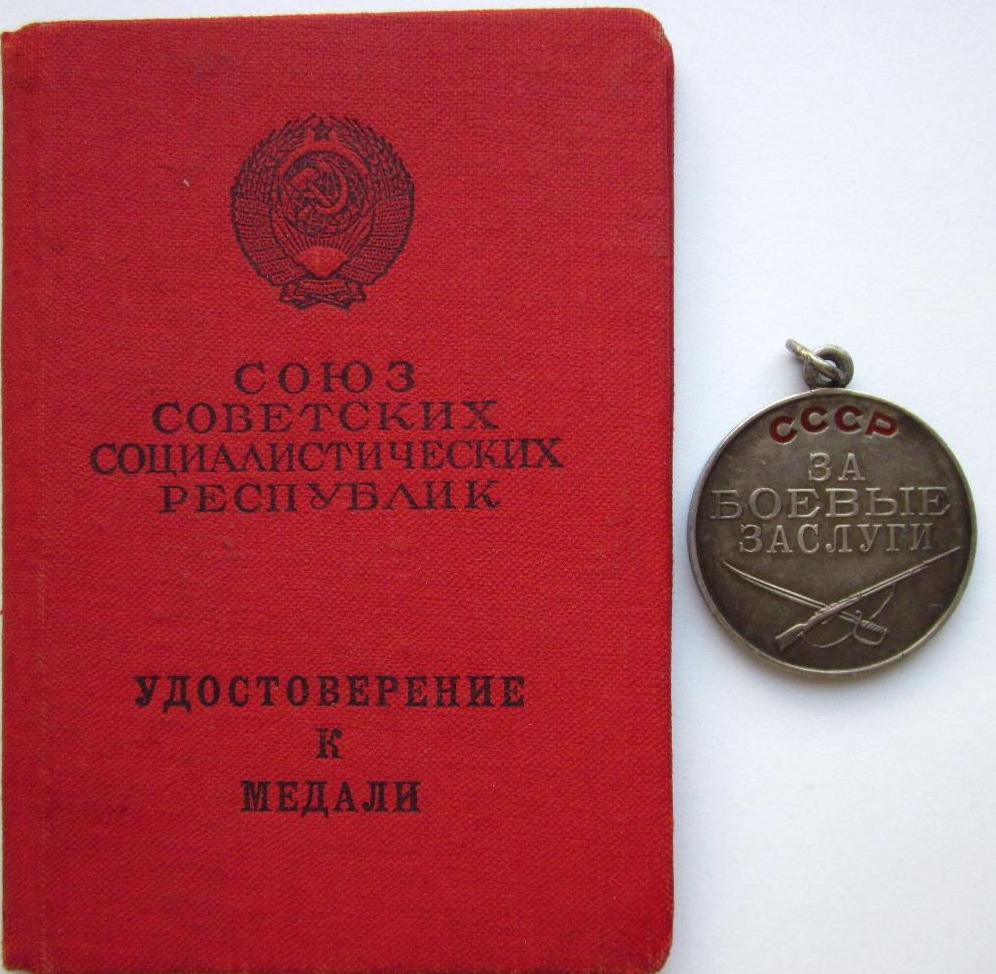 СОЮЗ
СОВЕТСКИХ
СОЦИАЛИСТИЧЕСКИХ
РЕСПУБЛИК
УДОСТОВЕРЕНИЕ
К
МЕДАЛИ
СССР
ЗА
БОЕВЫЕ
ЗАСЛУГИ